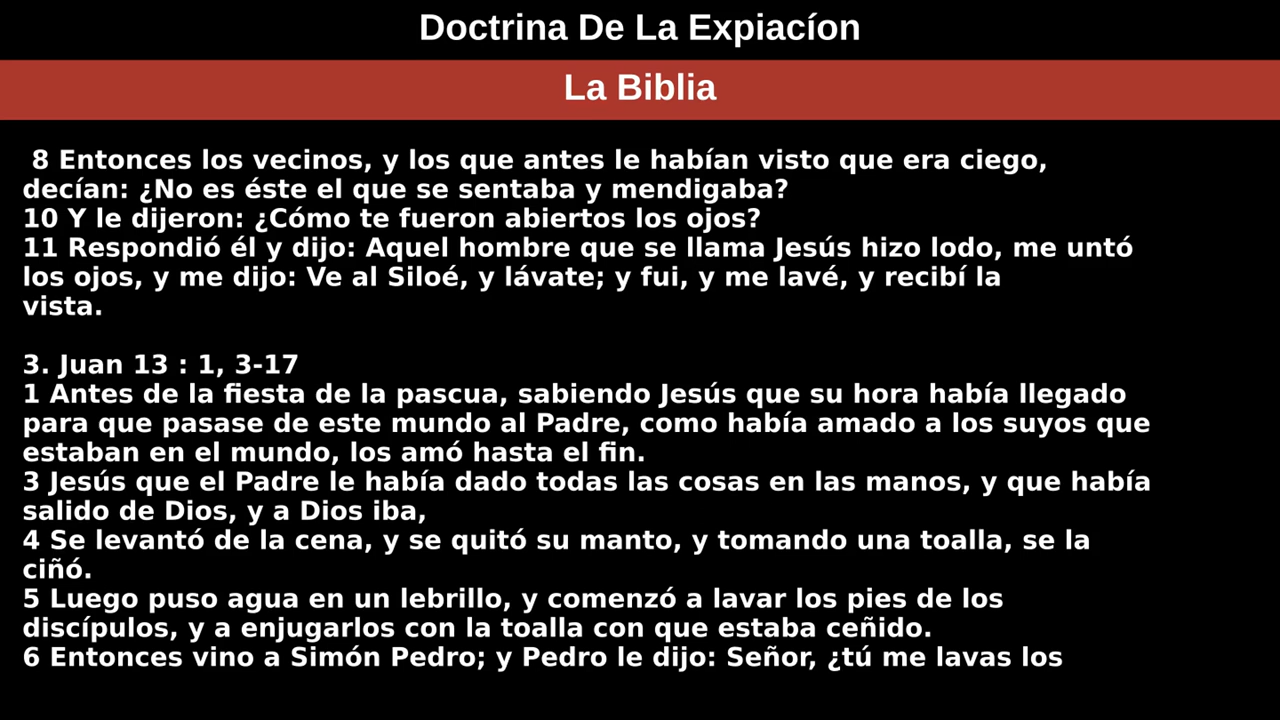 Doctrina De La Expiacíon
La Biblia
8 Entonces los vecinos, y los que antes le habían visto que era ciego,
decían: ¿No es éste el que se sentaba y mendigaba?
10 Y le dijeron: ¿Cómo te fueron abiertos los ojos?
11 Respondió él y dijo: Aquel hombre que se llama Jesús hizo lodo, me untó
los ojos, y me dijo: Ve al Siloé, y lávate; y fui, y me lavé, y recibí la
vista.
3. Juan 13 : 1, 3-17
1 Antes de la fiesta de la pascua, sabiendo Jesús que su hora había llegado
para que pasase de este mundo al Padre, como había amado a los suyos que
estaban en el mundo, los amó hasta el fin.
3 Jesús que el Padre le había dado todas las cosas en las manos, y que había
salido de Dios, y a Dios iba,
4 Se levantó de la cena, y se quitó su manto, y tomando una toalla, se la
ciñó.
5 Luego puso agua en un lebrillo, y comenzó a lavar los pies de los
discípulos, y a enjugarlos con la toalla con que estaba ceñido.
6 Entonces vino a Simón Pedro; y Pedro le dijo: Señor, ¿tú me lavas los